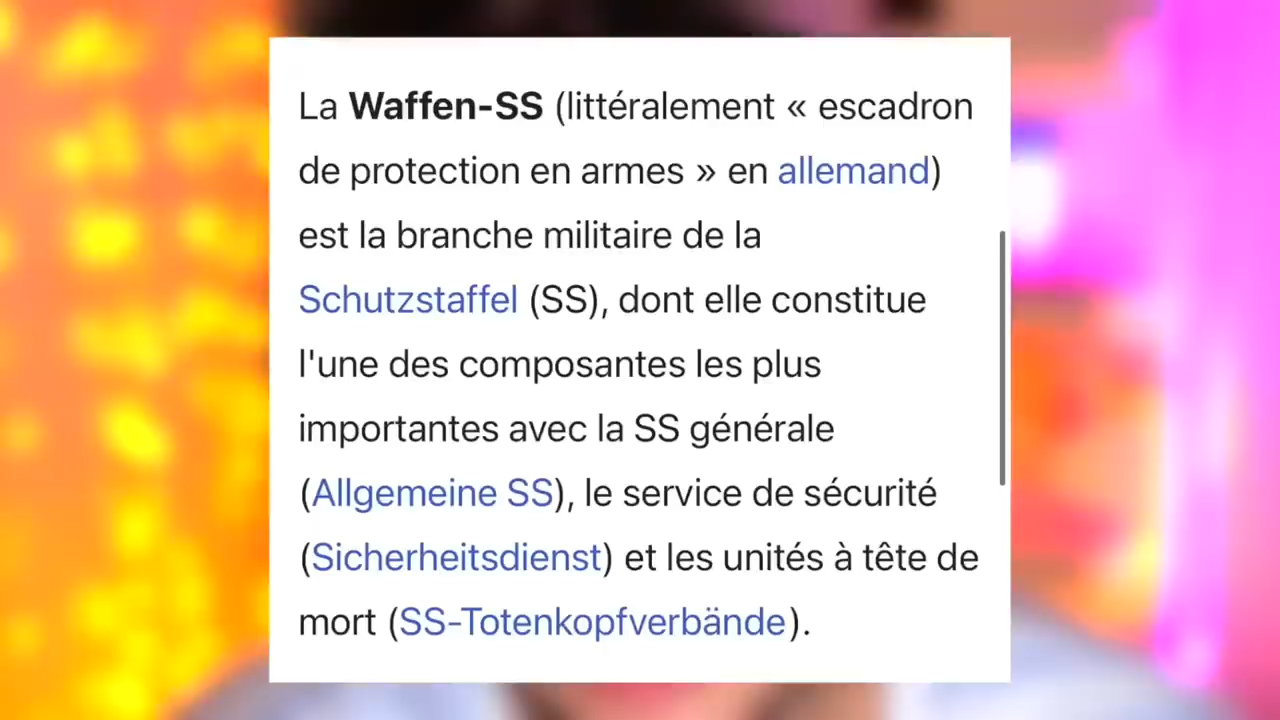 La Waffen-SS (littéralement « escadron
de protection en armes » en allemand)
est la branche militaire de la
Schutzstaffel (SS), dont elle constitue
l'une des composantes les plus
importantes avec la SS générale
(Allgemeine SS), le service de sécurité
(Sicherheitsdienst) et les unités à tête de
mort (SS-Totenkopfverbände).